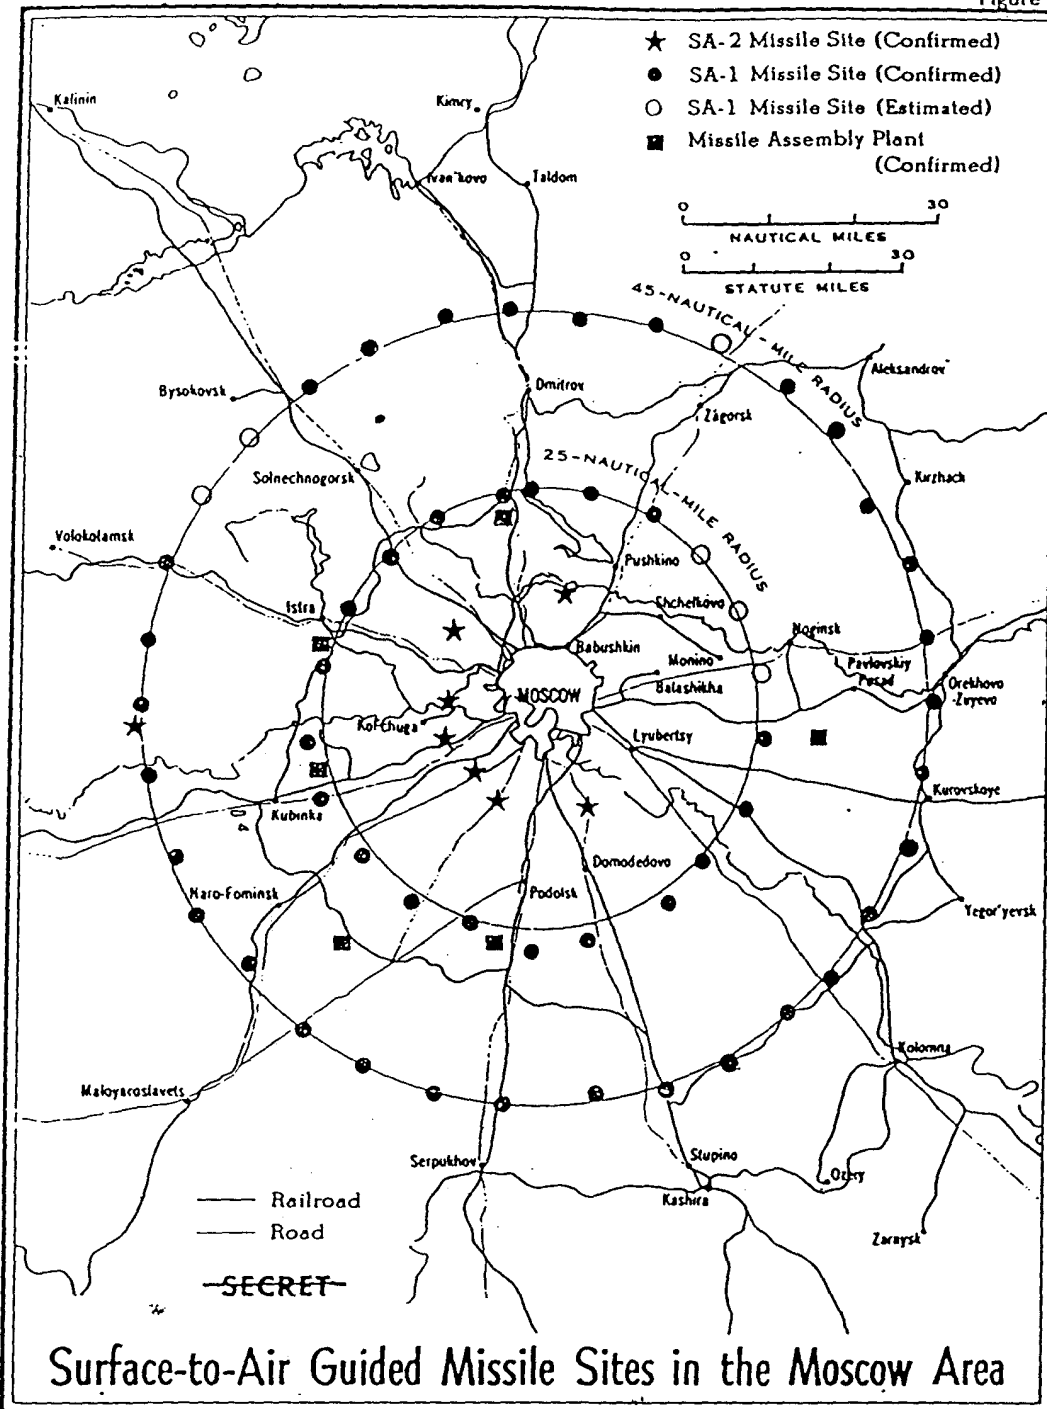 Figure
SA-2 Missile Site (Confirmed)
SA-1 Missile Site (Confirmed)
SA-1 Missile Site (Estimated)
Missile Assembly Plant
(Confirmed)
0 30
NAUTICAL MILES
0 30
STATUTE MILES
Kalinin
Kimry
Ivan'kovo
Taldom
45-NAUTICAL-MILE RADIUS
Aleksandrov
Bysokovsk
Dmitrov
Zagorsk
25-NAUTICAL-MILE RADIUS
Solnechnogorsk
Kirzhach
Volokolamsk
Pushkino
Istra
Shchelkovo
Noginsk
Babushkin
Monino
Pavlovskiy
Posad
Balashikha
MOSCOW
Orekhovo
-Zuyevo
Kol'chuga
Lyubertsy
Kubinka
Kurovskoye
Domodedovo
Naro-Fominsk
Podolsk
Yegor'yevsk
Kolomna
Maloyaroslavets
Serpukhov
Stupino
Kashira
Ozery
Zaraysk
Railroad
Road
SECRET
Surface-to-Air Guided Missile Sites in the Moscow Area